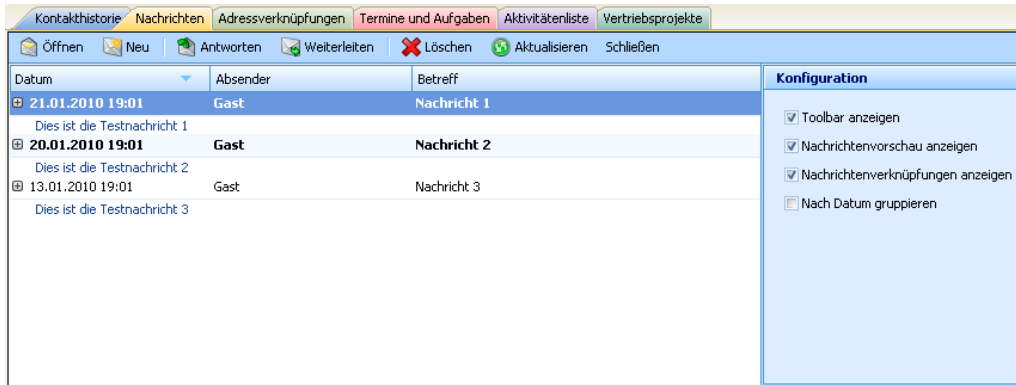 Kontakthistorie Nachrichten Adressverknüpfungen Termine und Aufgaben Aktivitätenliste Vertriebsprojekte
Öffnen Neu Antworten Weiterleiten Löschen Aktualisieren Schließen
Datum Absender Betreff
21.01.2010 19:01 Gast Nachricht 1
Dies ist die Testnachricht 1
20.01.2010 19:01 Gast Nachricht 2
Dies ist die Testnachricht 2
13.01.2010 19:01 Gast Nachricht 3
Dies ist die Testnachricht 3
Konfiguration
Toolbar anzeigen
Nachrichtenvorschau anzeigen
Nachrichtenverknüpfungen anzeigen
Nach Datum gruppieren